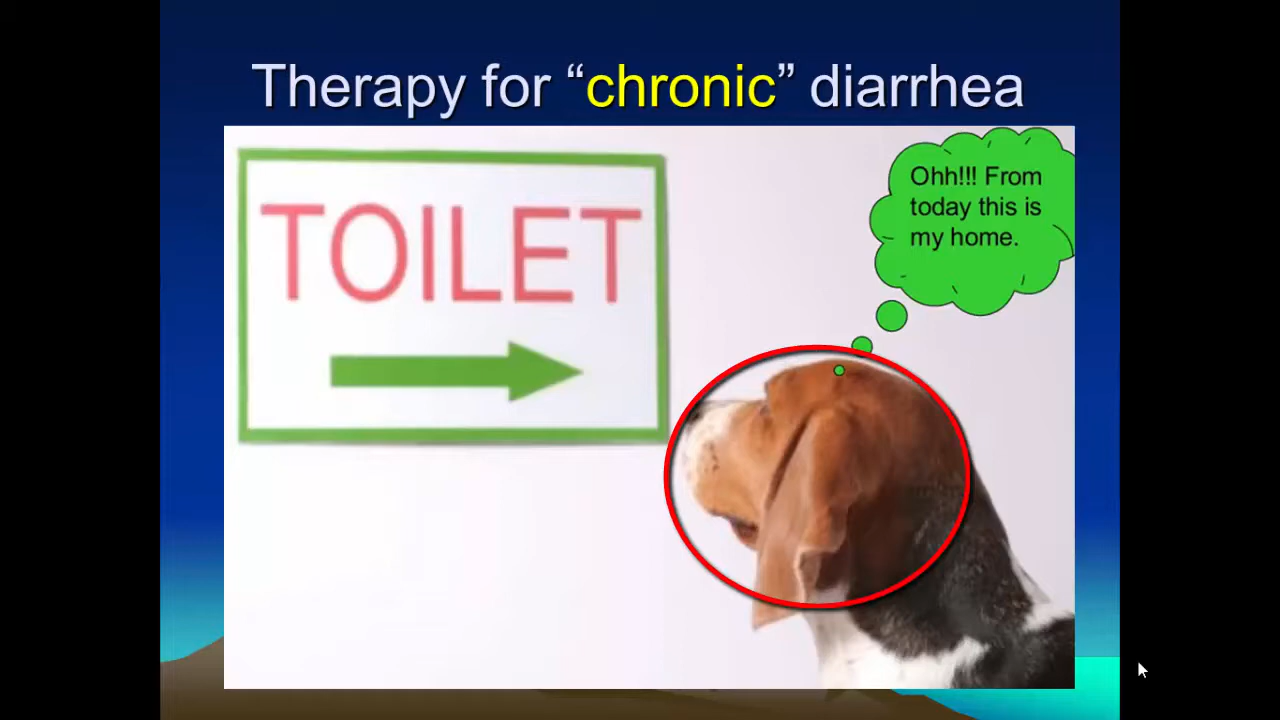 Therapy for “chronic” diarrhea
TOILET
Ohh!!! From
today this is
my home.